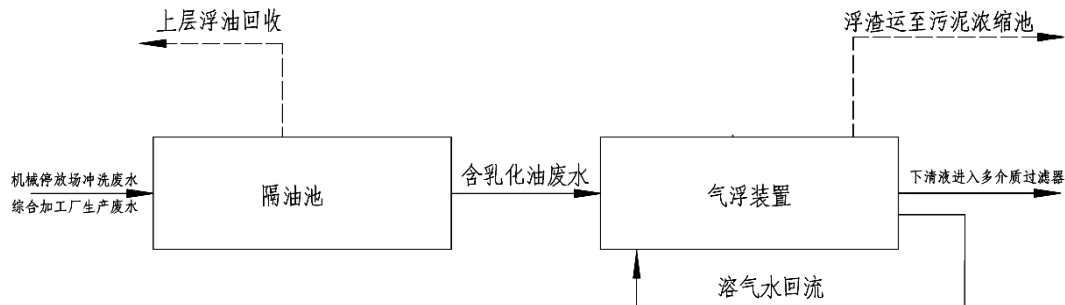 上层浮油回收
浮渣运至污泥浓缩池
机械停放场冲洗废水
综合加工厂生产废水
隔油池
含乳化油废水
气浮装置
下清液进入多介质过滤器
溶气水回流